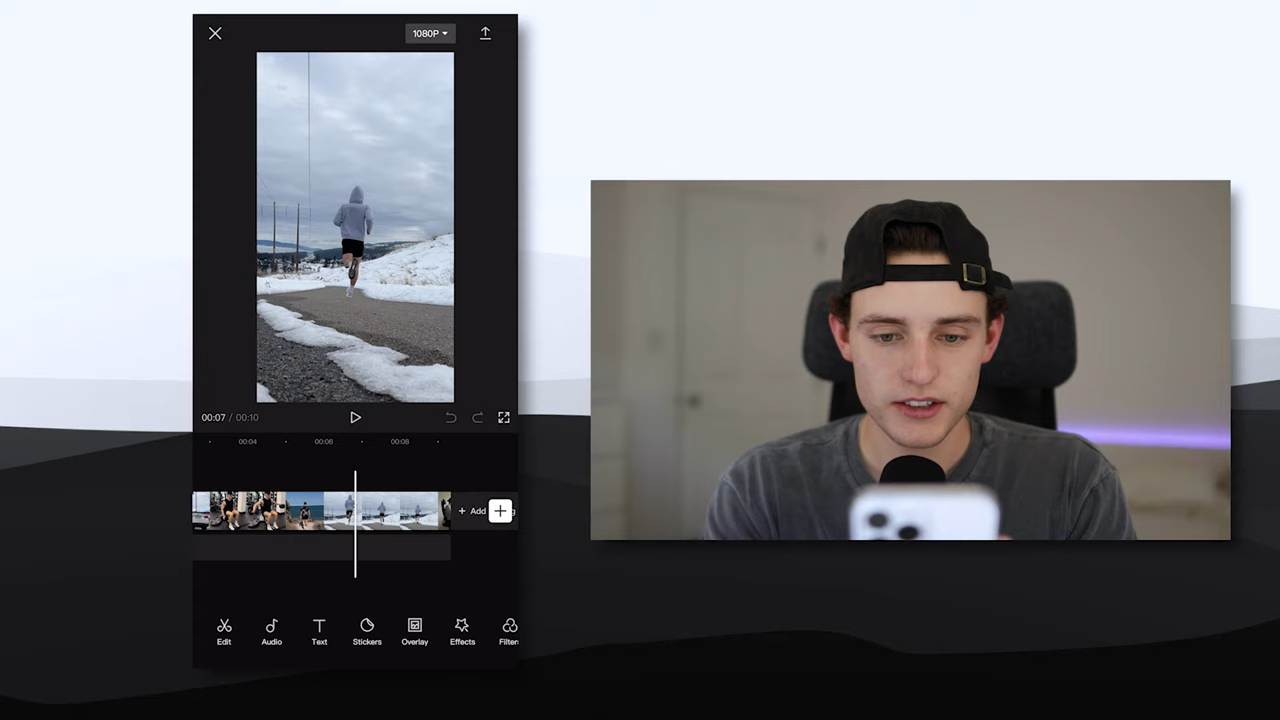 1080P
00:07 / 00:10
00:04 00:06 00:08
+ Add
Edit Audio Text Stickers Overlay Effects Filter